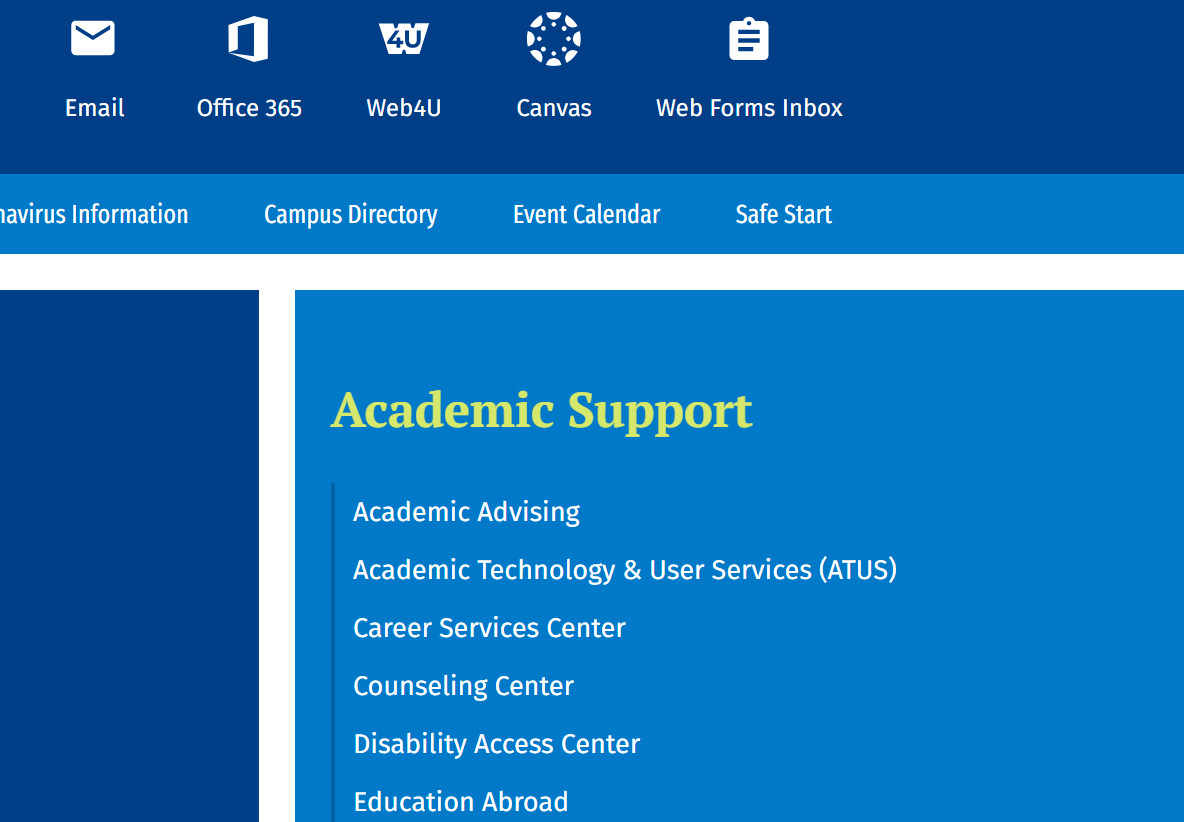 4U
Email Office 365 Web4U Canvas Web Forms Inbox
navirus Information Campus Directory Event Calendar Safe Start
Academic Support
Academic Advising
Academic Technology & User Services (ATUS)
Career Services Center
Counseling Center
Disability Access Center
Education Abroad